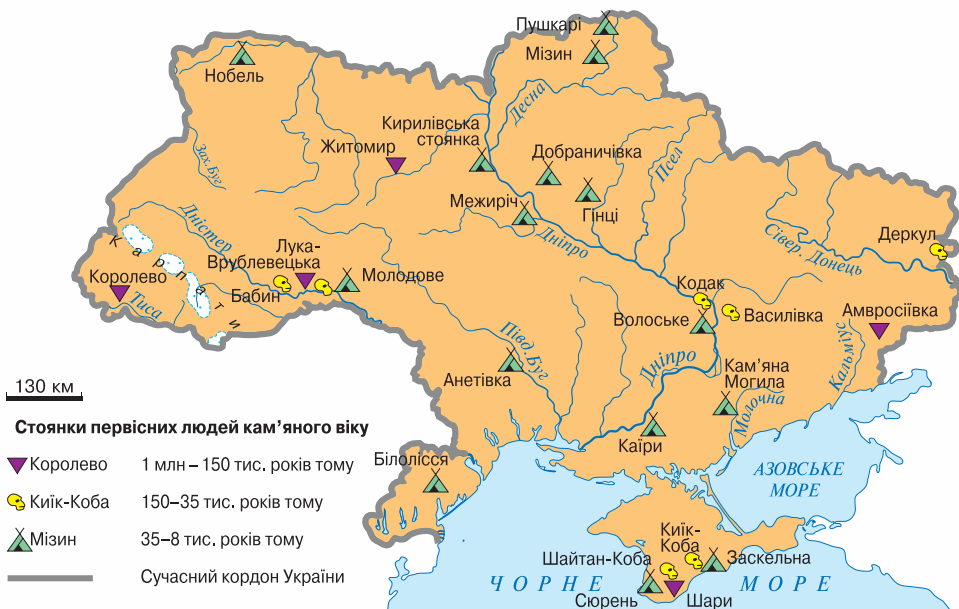 Пушкарі
Мізин
Нобель
Десна
Кирилівська
стоянка
Житомир
Добраничівка
Псел
Зах.Буг
Межиріч
Гінці
Дністер
Дніпро
Сівер. Донець
Деркул
Карпати
Лука-
Врублевецька
Молодове
Королево
Бабин
Тиса
Кодак
Василівка
Волоське
Амвросіївка
Півд.Буг
Кальміус
Анетівка
Дніпро
Кам’яна
Могила
Молочна
130 км
Каїри
Стоянки первісних людей кам’яного віку
Королево 1 млн – 150 тис. років тому
Киїк-Коба 150–35 тис. років тому
Мізин 35–8 тис. років тому
Сучасний кордон України
Білолісся
АЗОВСЬКЕ
МОРЕ
Киїк-
Коба
Шайтан-Коба
Заскельна
ЧОРНЕ МОРЕ
Сюрень
Шари